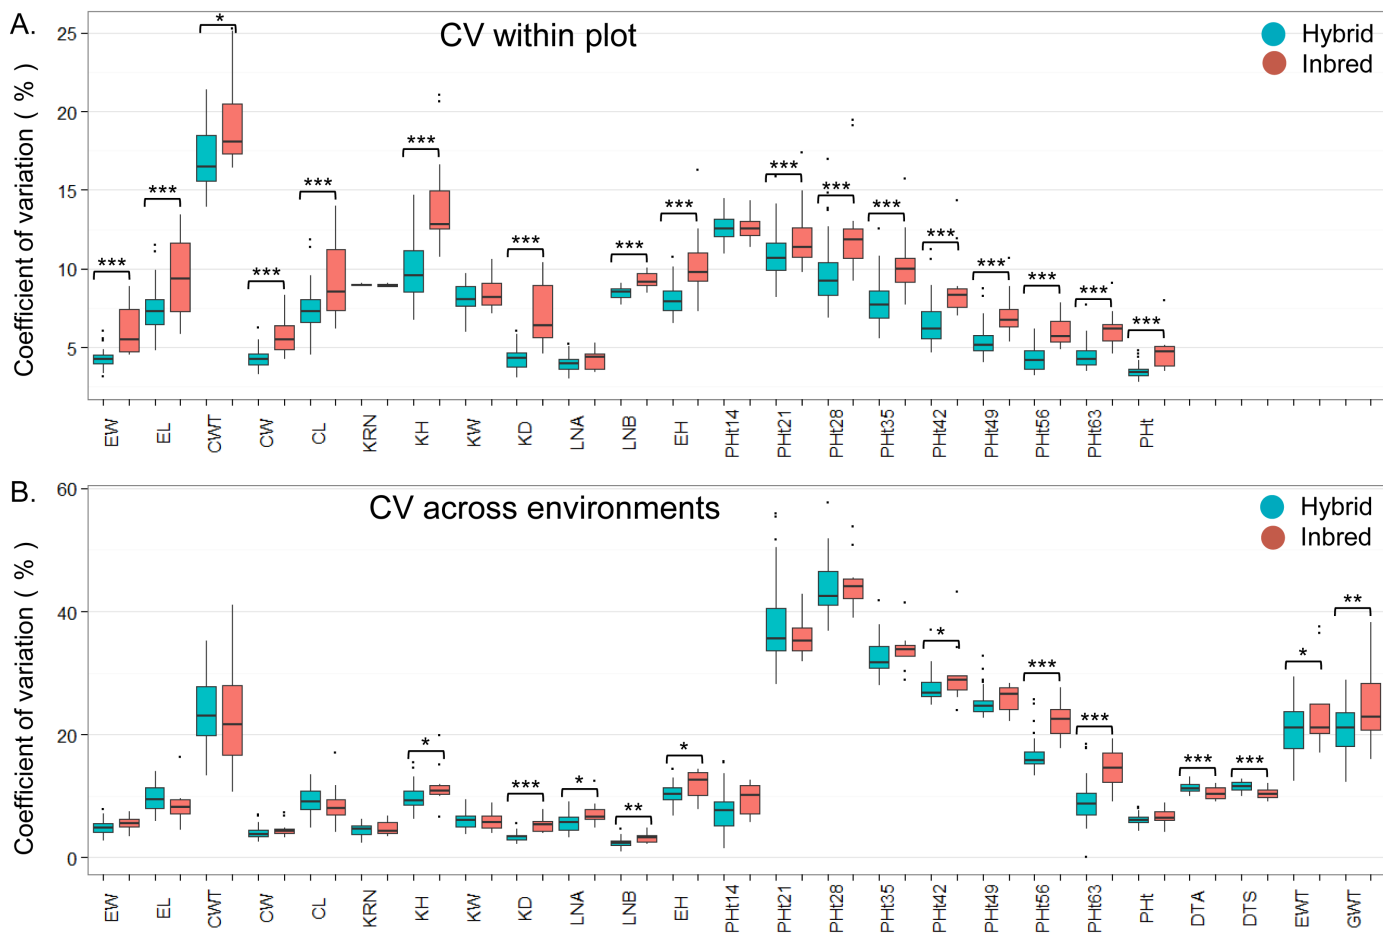 A.
CV within plot
Hybrid
Inbred
Coefficient of variation ( % )
25
20
15
10
5
*** *** * *** *** *** *** *** *** *** *** *** *** *** *** *** ***
EW EL CWT CW CL KRN KH KW KD LNA LNB EH PHt14 PHt21 PHt28 PHt35 PHt42 PHt49 PHt56 PHt63 PHt
B.
CV across environments
Hybrid
Inbred
Coefficient of variation ( % )
60
40
20
0
* *** * ** * * *** *** *** *** * **
EW EL CWT CW CL KRN KH KW KD LNA LNB EH PHt14 PHt21 PHt28 PHt35 PHt42 PHt49 PHt56 PHt63 PHt DTA DTS EWT GWT